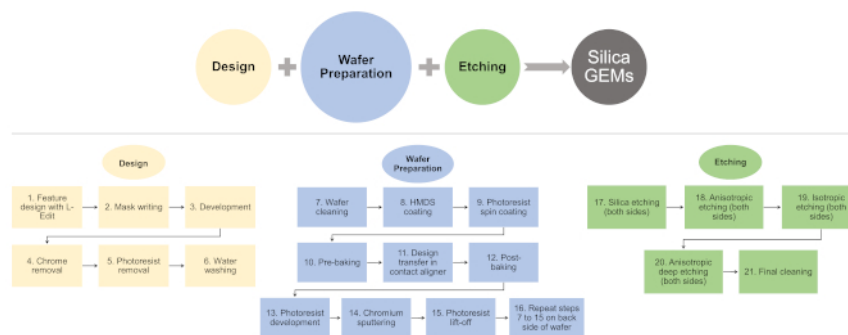 Design
Wafer
Preparation
Etching
Silica
GEMs
Design
1. Feature
design with L-
Edit
2. Mask writing
3. Development
4. Chrome
removal
5. Photoresist
removal
6. Water
washing
Wafer
Preparation
7. Wafer
cleaning
8. HMDS
coating
9. Photoresist
spin coating
10. Pre-baking
11. Design
transfer in
contact aligner
12. Post-
baking
13. Photoresist
development
14. Chromium
sputtering
15. Photoresist
lift-off
16. Repeat steps
7 to 15 on back
side of wafer
Etching
17. Silica etching
(both sides)
18. Anisotropic
etching (both
sides)
19. Isotropic
etching (both
sides)
20. Anisotropic
deep etching
(both sides)
21. Final cleaning